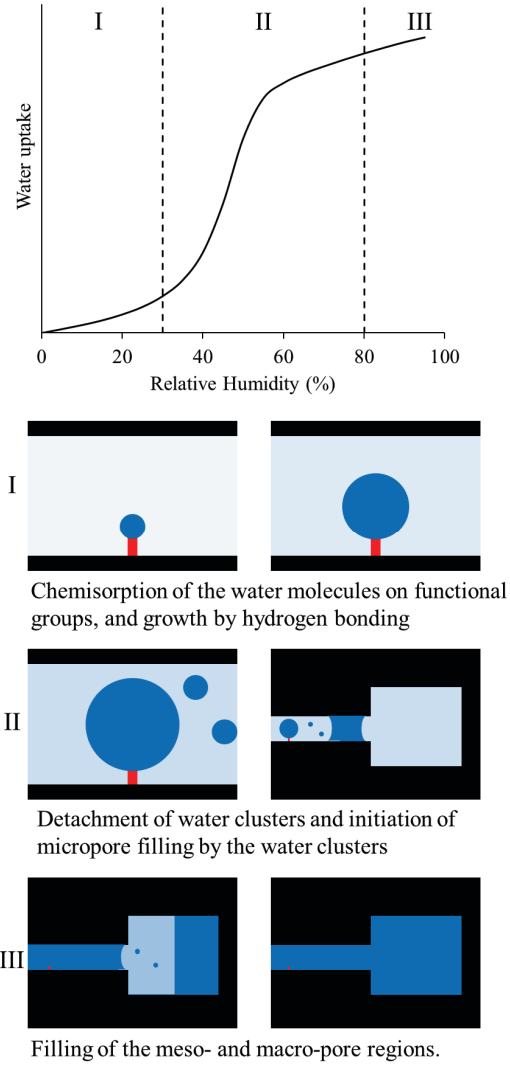 I II III
Water uptake
0 20 40 60 80 100
Relative Humidity (%)
I
Chemisorption of the water molecules on functional
groups, and growth by hydrogen bonding
II
Detachment of water clusters and initiation of
micropore filling by the water clusters
III
Filling of the meso- and macro-pore regions.